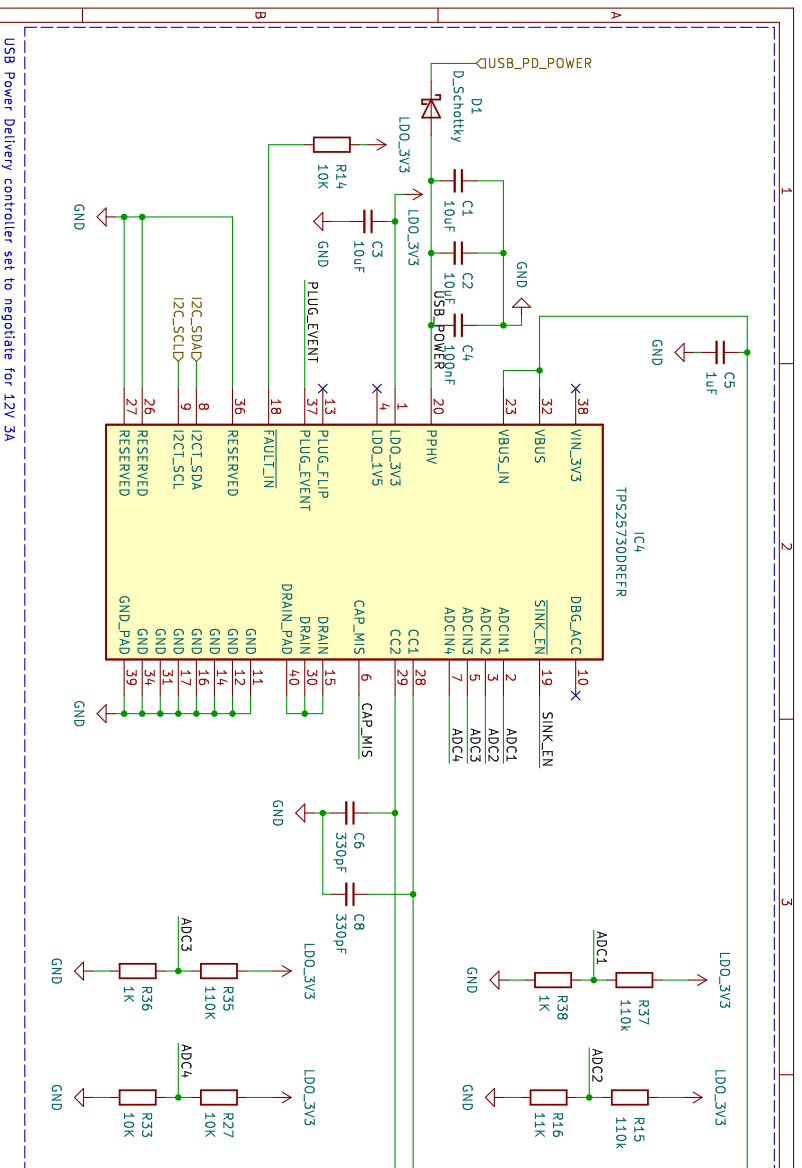 A
B
1
2
3
USB_PD_POWER
D1
D_Schottky
LDO_3V3
R14
10K
C1
10uF
LDO_3V3
C3
10uF
GND
C2
10uF
GND
C4
100nF
USB_POWER
GND
C5
1uF
GND
I2C_SDA
I2C_SCL
PLUG_EVENT
38
32
23
20
1
4
13
37
18
36
8
9
26
27
VIN_3V3
VBUS
VBUS_IN
PPHV
LDO_3V3
LDO_1V5
PLUG_FLIP
PLUG_EVENT
FAULT_IN
RESERVED
I2CT_SDA
I2CT_SCL
RESERVED
RESERVED
IC4
TPS25730DREFR
DBG_ACC
SINK_EN
ADCIN1
ADCIN2
ADCIN3
ADCIN4
CC1
CC2
CAP_MIS
DRAIN
DRAIN
DRAIN_PAD
GND
GND
GND
GND
GND
GND
GND
GND_PAD
10
19
2
3
5
7
28
29
6
15
30
40
11
12
14
16
17
31
34
39
SINK_EN
ADC1
ADC2
ADC3
ADC4
CAP_MIS
GND
C6
330pF
GND
C8
330pF
LDO_3V3
ADC1
R37
110k
R38
1K
GND
LDO_3V3
ADC3
R35
110K
R36
1K
GND
LDO_3V3
ADC2
R15
110k
R16
11K
GND
LDO_3V3
ADC4
R27
10K
R33
10K
GND
USB Power Delivery controller set to negotiate for 12V 3A